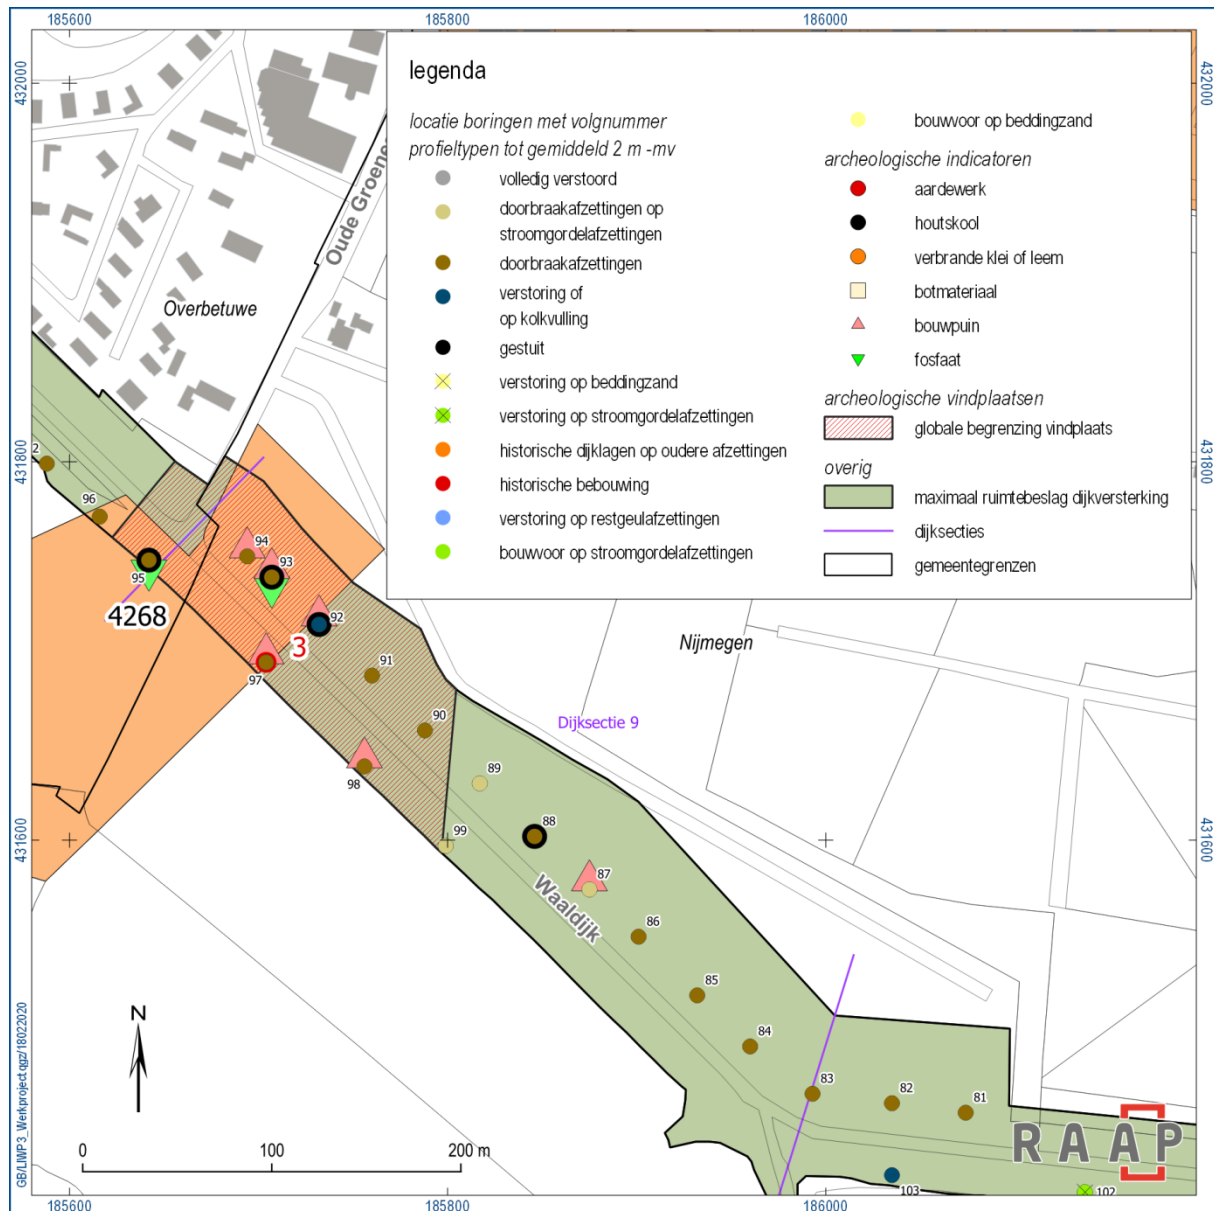 185600
185800
186000
432000
432000
legenda
locatie boringen met volgnummer
profieltypen tot gemiddeld 2 m -mv
volledig verstoord
doorbraakafzettingen op
stroomgordelafzettingen
doorbraakafzettingen
verstoring of
op kolkvulling
gestuit
verstoring op beddingzand
verstoring op stroomgordelafzettingen
historische dijklagen op oudere afzettingen
historische bebouwing
verstoring op restgeulafzettingen
bouwvoor op stroomgordelafzettingen
bouwvoor op beddingzand
archeologische indicatoren
aardewerk
houtskool
verbrande klei of leem
botmateriaal
bouwpuin
fosfaat
archeologische vindplaatsen
globale begrenzing vindplaats
overig
maximaal ruimtebeslag dijkversterking
dijksecties
gemeentegrenzen
Oude Groene
Overbetuwe
431800
431800
2
96
94
93
95
92
4268
3
97
91
Nijmegen
90
Dijksectie 9
98
89
99
88
431600
431600
87
Waaldijk
86
85
84
83
82
81
N
RAAP
0
100
200 m
103
102
GB/LIWP3_Werkproject.qgz/18022020
185600
185800
186000